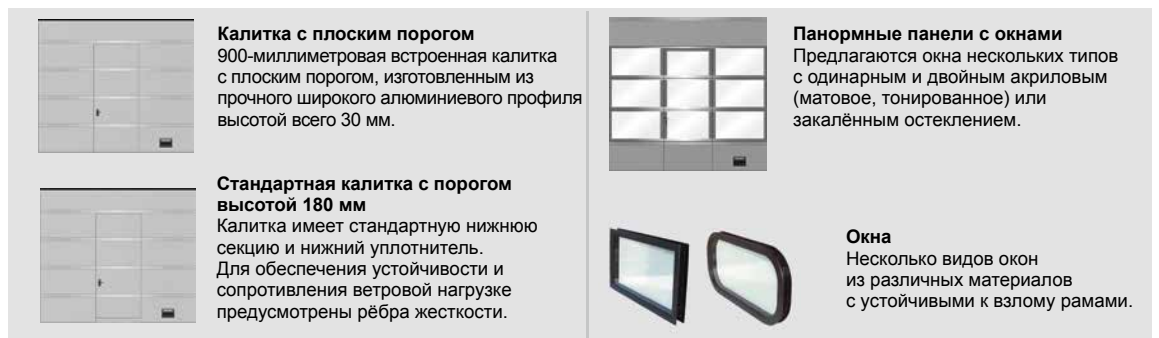 Калитка с плоским порогом
900-миллиметровая встроенная калитка
с плоским порогом, изготовленным из
прочного широкого алюминиевого профиля
высотой всего 30 мм.
Стандартная калитка с порогом
высотой 180 мм
Калитка имеет стандартную нижнюю
секцию и нижний уплотнитель.
Для обеспечения устойчивости и
сопротивления ветровой нагрузке
предусмотрены рёбра жесткости.
Панормные панели с окнами
Предлагаются окна нескольких типов
с одинарным и двойным акриловым
(матовое, тонированное) или
закалённым остеклением.
Окна
Несколько видов окон
из различных материалов
с устойчивыми к взлому рамами.